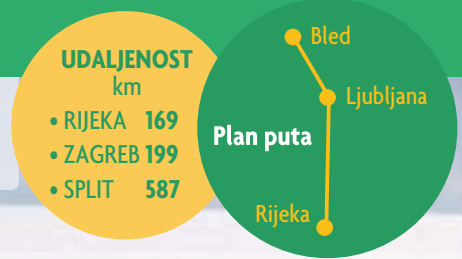 UDALJENOST
km
• RIJEKA 169
• ZAGREB 199
• SPLIT 587
Plan puta
Bled
Ljubljana
Rijeka